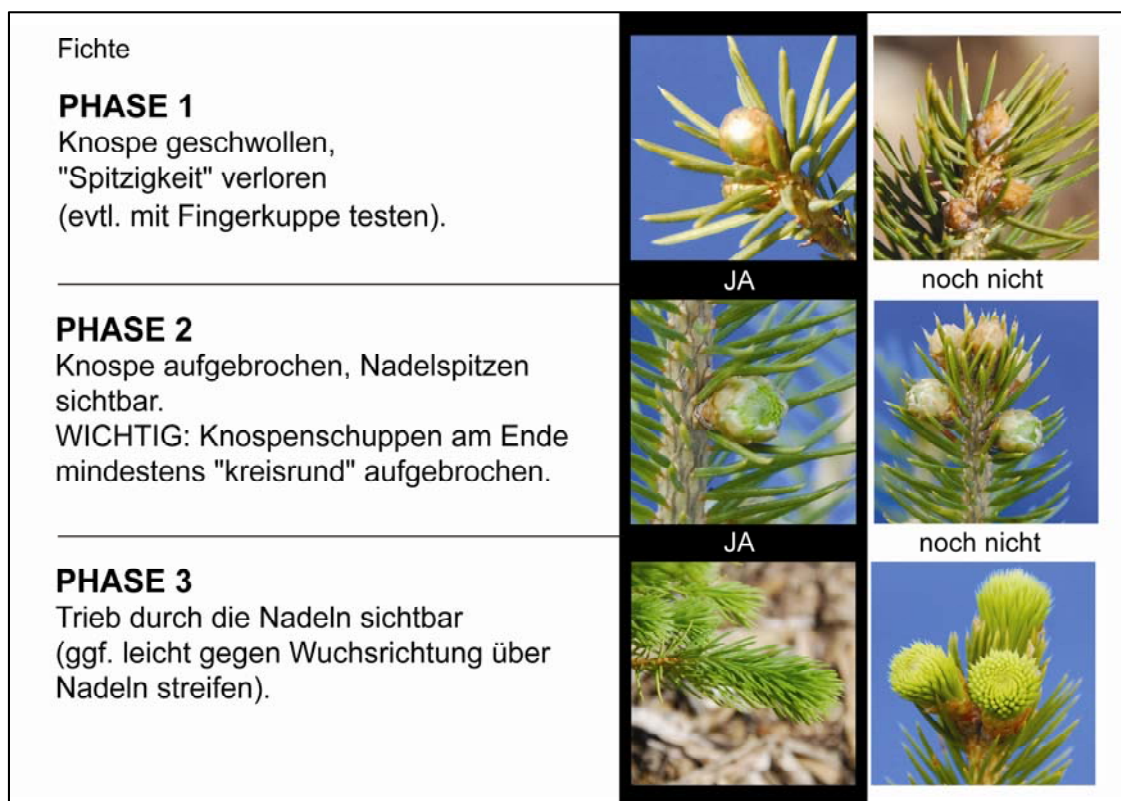 Fichte
PHASE 1
Knospe geschwollen,
"Spitzigkeit" verloren
(evtl. mit Fingerkuppe testen).
JA
noch nicht
PHASE 2
Knospe aufgebrochen, Nadelspitzen
sichtbar.
WICHTIG: Knospenschuppen am Ende
mindestens "kreisrund" aufgebrochen.
JA
noch nicht
PHASE 3
Trieb durch die Nadeln sichtbar
(ggf. leicht gegen Wuchsrichtung über
Nadeln streifen).